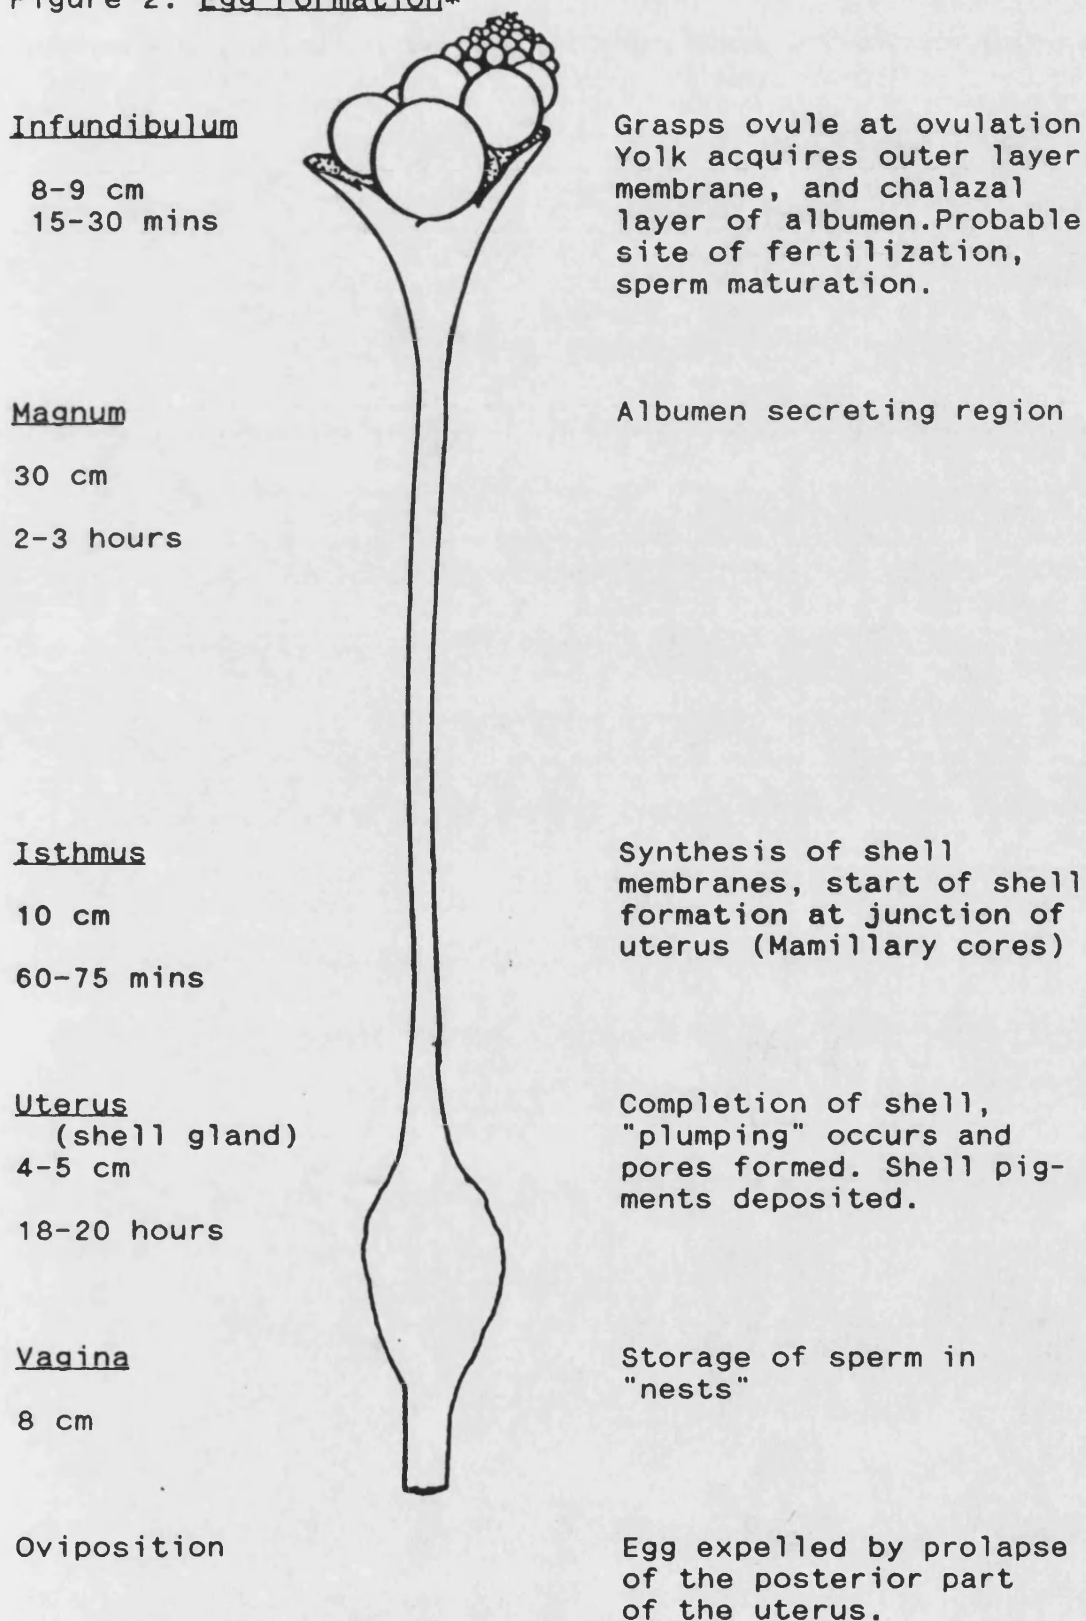 Figure 2. Egg Formation*
Infundibulum
8-9 cm
15-30 mins
Grasps ovule at ovulation
Yolk acquires outer layer
membrane, and chalazal
layer of albumen.Probable
site of fertilization,
sperm maturation.
Magnum
30 cm
2-3 hours
Albumen secreting region
Isthmus
10 cm
60-75 mins
Synthesis of shell
membranes, start of shell
formation at junction of
uterus (Mamillary cores)
Uterus
(shell gland)
4-5 cm
18-20 hours
Completion of shell,
"plumping" occurs and
pores formed. Shell pig-
ments deposited.
Vagina
8 cm
Storage of sperm in
"nests"
Oviposition
Egg expelled by prolapse
of the posterior part
of the uterus.